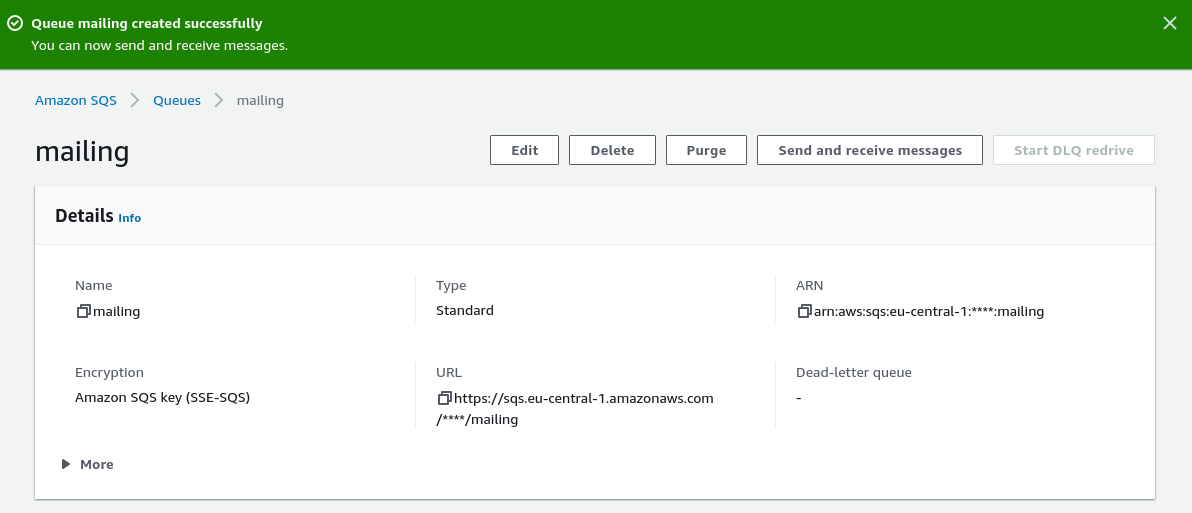 Queue mailing created successfully
You can now send and receive messages.
Amazon SQS > Queues > mailing
mailing
Edit Delete Purge Send and receive messages Start DLQ redrive
Details Info
Name
mailing
Type
Standard
ARN
arn:aws:sqs:eu-central-1:****:mailing
Encryption
Amazon SQS key (SSE-SQS)
URL
https://sqs.eu-central-1.amazonaws.com
/****/mailing
Dead-letter queue
-
More